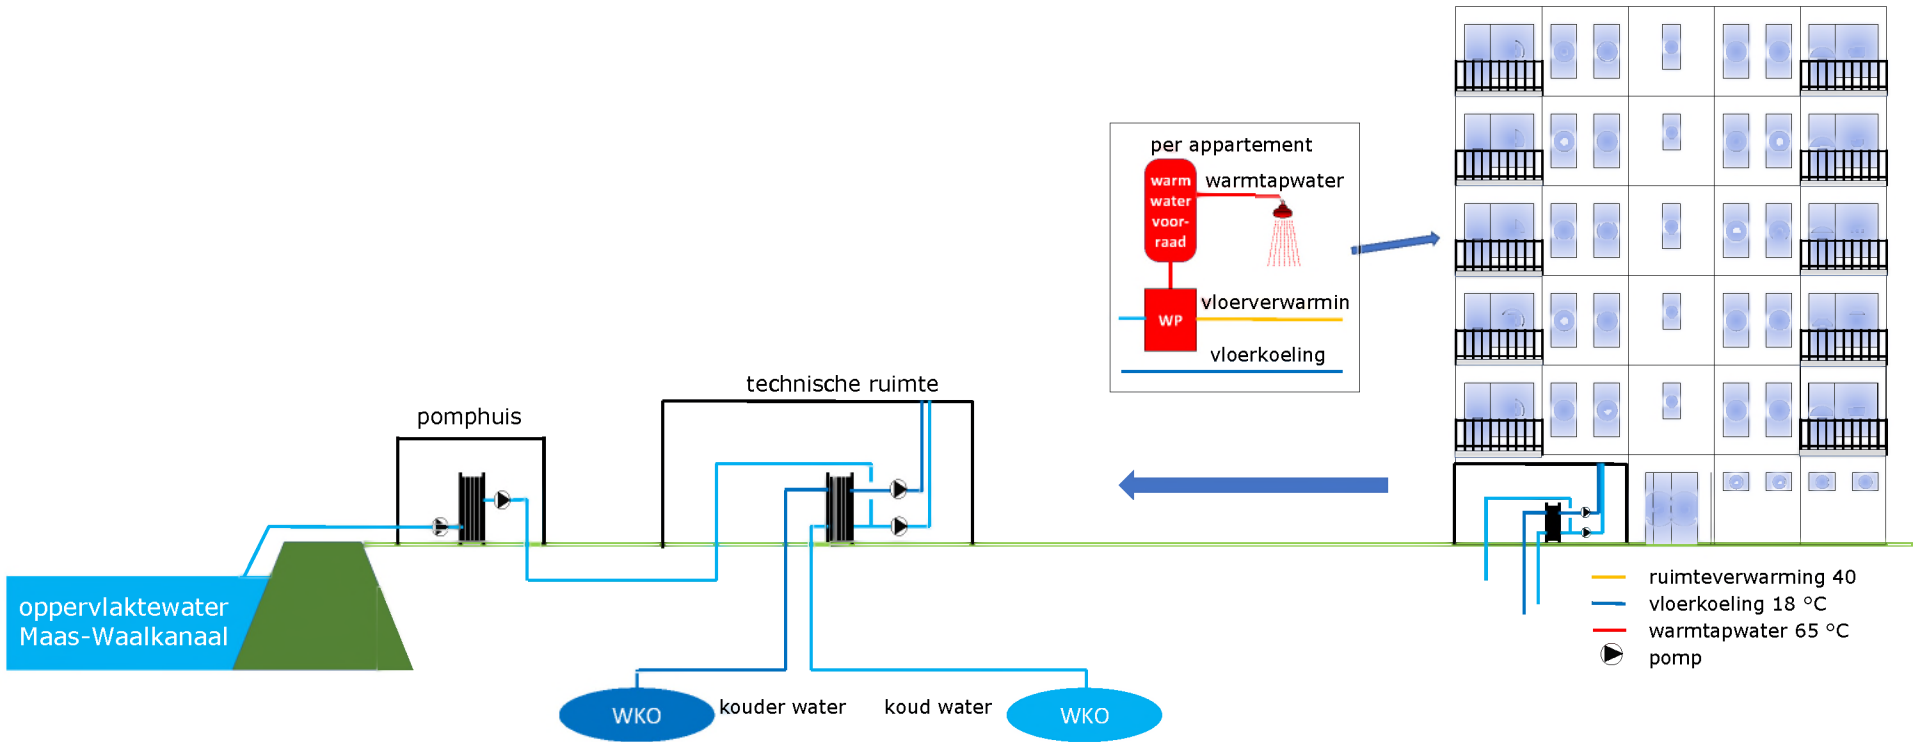 per appartement
warm
water
voor-
raad
warmtapwater
WP
vloerverwarmin
vloerkoeling
technische ruimte
pomphuis
oppervlaktewater
Maas-Waalkanaal
WKO
kouder water
koud water
WKO
ruimteverwarming 40
vloerkoeling 18 °C
warmtapwater 65 °C
pomp